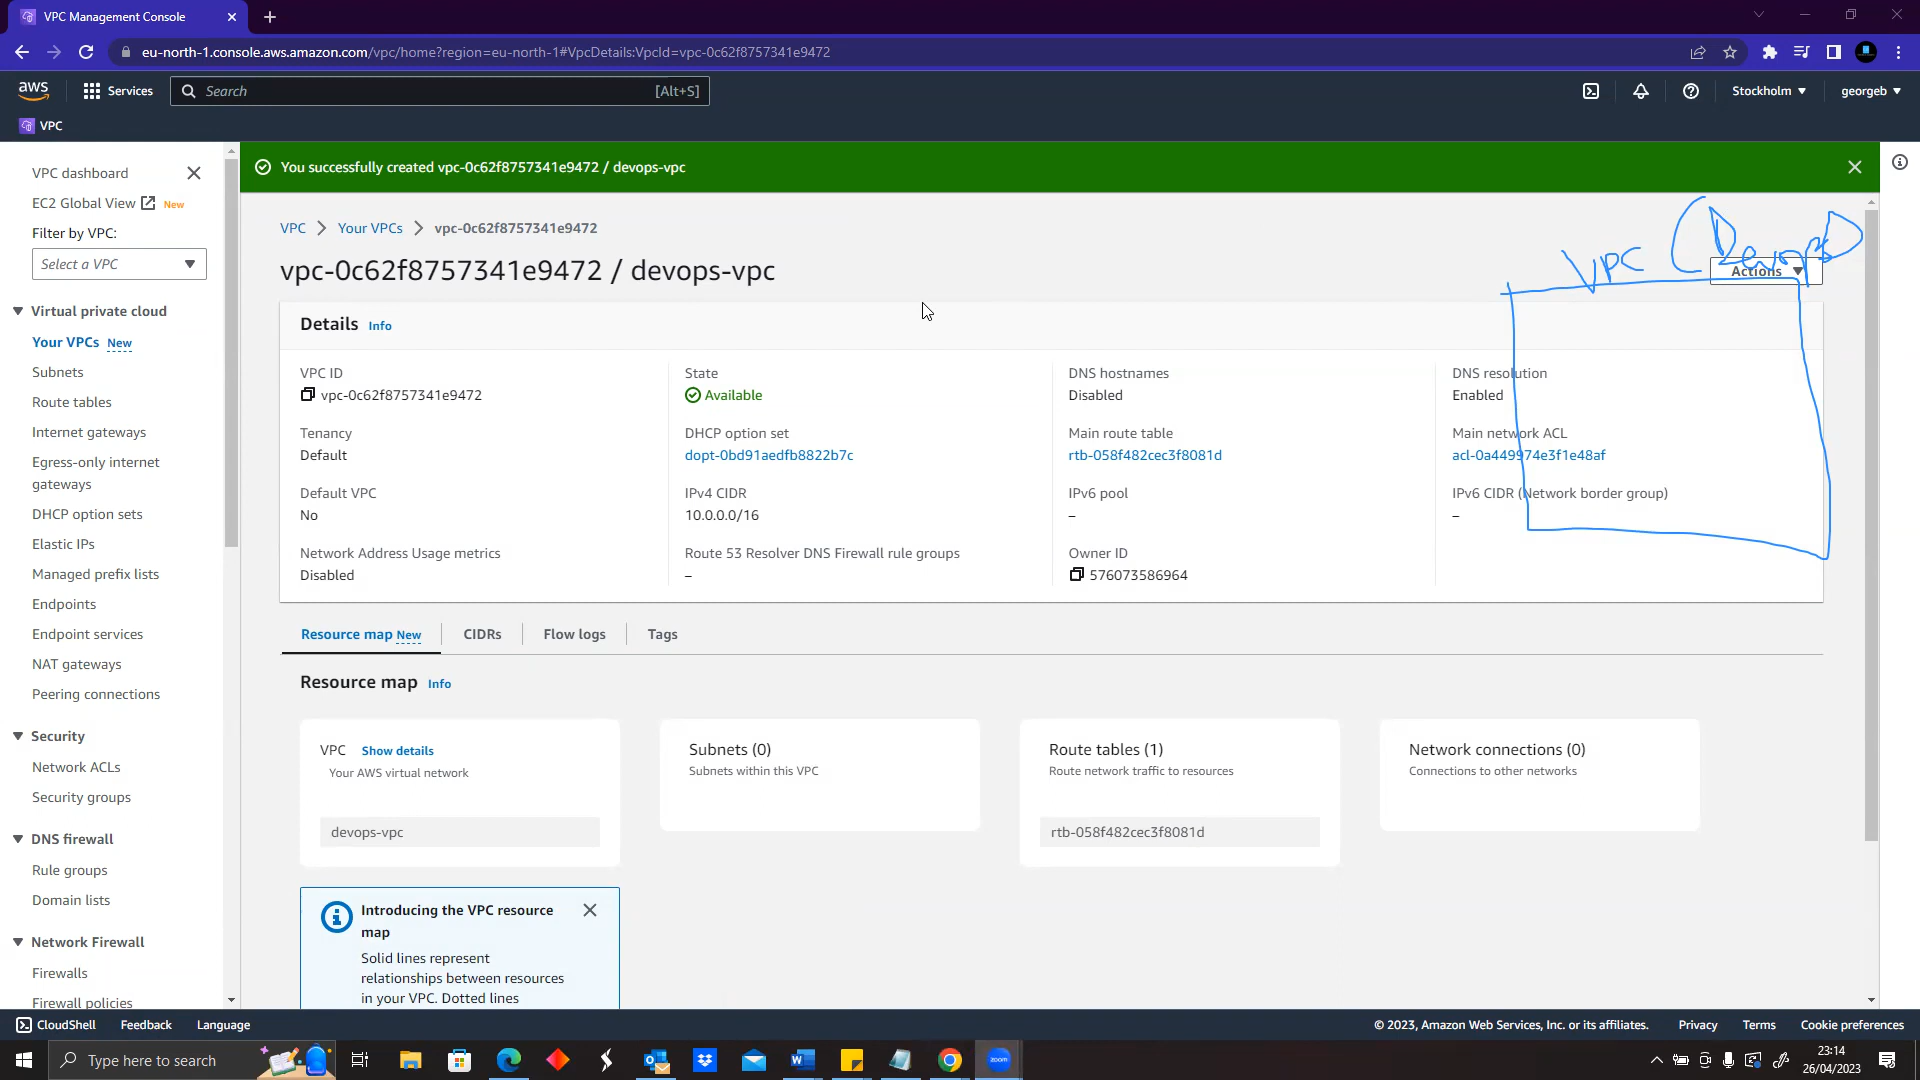 VPC Management Console
eu-north-1.console.aws.amazon.com/vpc/home?region=eu-north-1#VpcDetails:VpcId=vpc-0c62f8757341e9472
aws
Services
Search
[Alt+S]
Stockholm
georgeb
VPC
VPC dashboard
EC2 Global View New
Filter by VPC:
Select a VPC
Virtual private cloud
Your VPCs New
Subnets
Route tables
Internet gateways
Egress-only internet
gateways
DHCP option sets
Elastic IPs
Managed prefix lists
Endpoints
Endpoint services
NAT gateways
Peering connections
Security
Network ACLs
Security groups
DNS firewall
Rule groups
Domain lists
Network Firewall
Firewalls
Firewall policies
You successfully created vpc-0c62f8757341e9472 / devops-vpc
VPC
Your VPCs
vpc-0c62f8757341e9472
vpc-0c62f8757341e9472 / devops-vpc
VPC (Devops)
Actions
Details Info
VPC ID
vpc-0c62f8757341e9472
State
Available
DNS hostnames
Disabled
DNS resolution
Enabled
Tenancy
Default
DHCP option set
dopt-0bd91aedfb8822b7c
Main route table
rtb-058f482cec3f8081d
Main network ACL
acl-0a449974e3f1e48af
Default VPC
No
IPv4 CIDR
10.0.0.0/16
IPv6 pool
–
IPv6 CIDR (Network border group)
–
Network Address Usage metrics
Disabled
Route 53 Resolver DNS Firewall rule groups
–
Owner ID
576073586964
Resource map New
CIDRs
Flow logs
Tags
Resource map Info
VPC Show details
Your AWS virtual network
devops-vpc
Subnets (0)
Subnets within this VPC
Route tables (1)
Route network traffic to resources
rtb-058f482cec3f8081d
Network connections (0)
Connections to other networks
Introducing the VPC resource
map
Solid lines represent
relationships between resources
in your VPC. Dotted lines
CloudShell
Feedback
Language
© 2023, Amazon Web Services, Inc. or its affiliates.
Privacy
Terms
Cookie preferences
Type here to search
zoom
23:14
26/04/2023